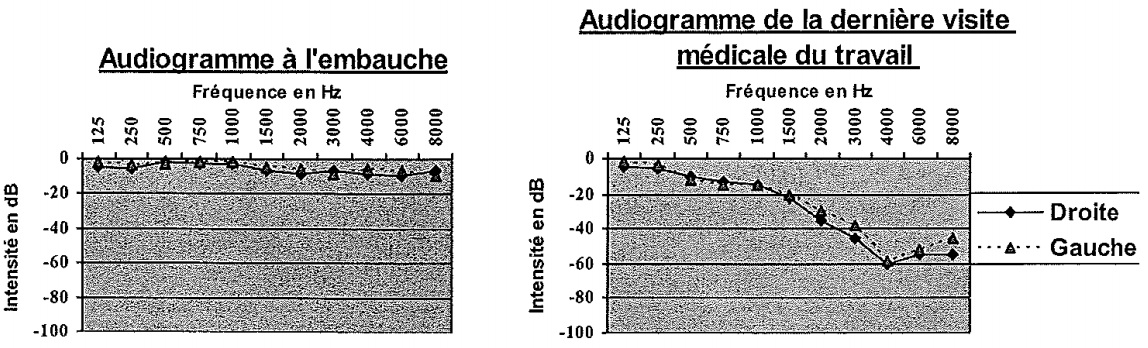 Audiogramme à l'embauche
Fréquence en Hz
125 250 500 750 1000 1500 2000 3000 4000 6000 8000
Intensité en dB
0
-20
-40
-60
-80
-100
Audiogramme de la dernière visite
médicale du travail
Fréquence en Hz
125 250 500 750 1000 1500 2000 3000 4000 6000 8000
Intensité en dB
0
-20
-40
-60
-80
-100
Droite
Gauche